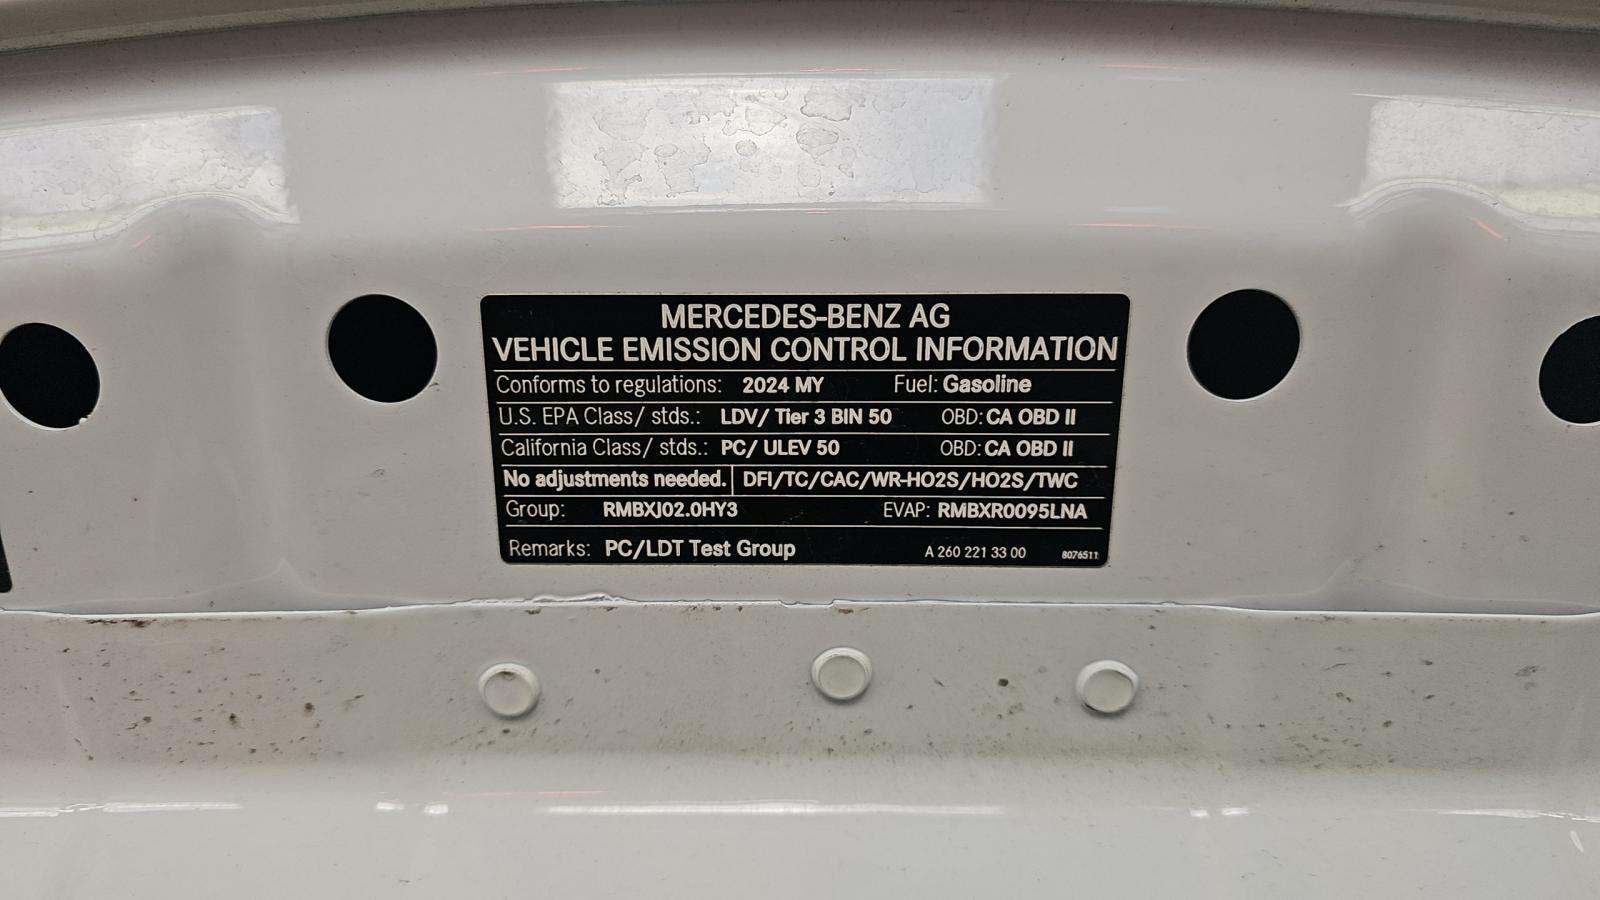 MERCEDES-BENZ AG
VEHICLE EMISSION CONTROL INFORMATION
Conforms to regulations: 2024 MY Fuel: Gasoline
U.S. EPA Class/ stds.: LDV/ Tier 3 BIN 50 OBD: CA OBD II
California Class/ stds.: PC/ ULEV 50 OBD: CA OBD II
No adjustments needed. DFI/TC/CAC/WR-HO2S/HO2S/TWC
Group: RMBXJ02.0HY3 EVAP: RMBXR0095LNA
Remarks: PC/LDT Test Group A 260 221 33 00 8076511